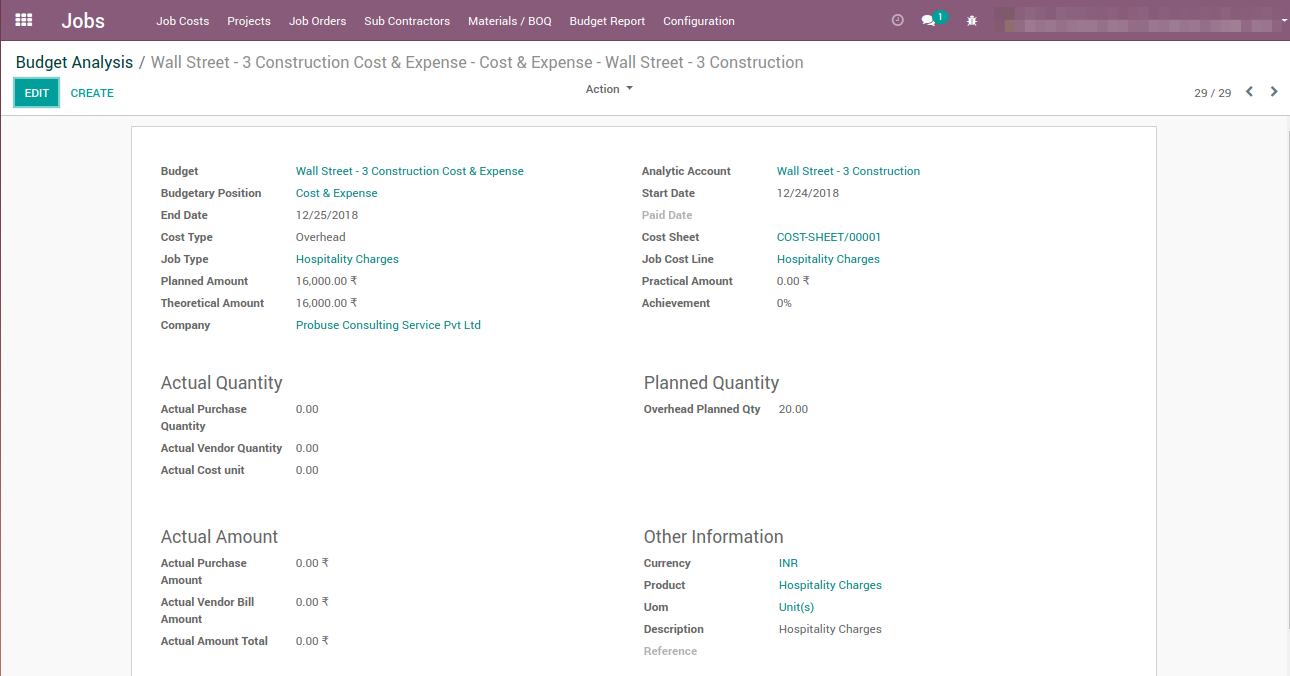 Jobs Job Costs Projects Job Orders Sub Contractors Materials / BOQ Budget Report Configuration 1
Budget Analysis / Wall Street - 3 Construction Cost & Expense - Cost & Expense - Wall Street - 3 Construction
EDIT CREATE Action 29 / 29
Budget Wall Street - 3 Construction Cost & Expense Analytic Account Wall Street - 3 Construction
Budgetary Position Cost & Expense Start Date 12/24/2018
End Date 12/25/2018 Paid Date
Cost Type Overhead Cost Sheet COST-SHEET/00001
Job Type Hospitality Charges Job Cost Line Hospitality Charges
Planned Amount 16,000.00 ₹ Practical Amount 0.00 ₹
Theoretical Amount 16,000.00 ₹ Achievement 0%
Company Probuse Consulting Service Pvt Ltd
Actual Quantity Planned Quantity
Actual Purchase 0.00 Overhead Planned Qty 20.00
Quantity
Actual Vendor Quantity 0.00
Actual Cost unit 0.00
Actual Amount Other Information
Actual Purchase 0.00 ₹ Currency INR
Amount Product Hospitality Charges
Actual Vendor Bill 0.00 ₹ Uom Unit(s)
Amount Description Hospitality Charges
Actual Amount Total 0.00 ₹
Reference